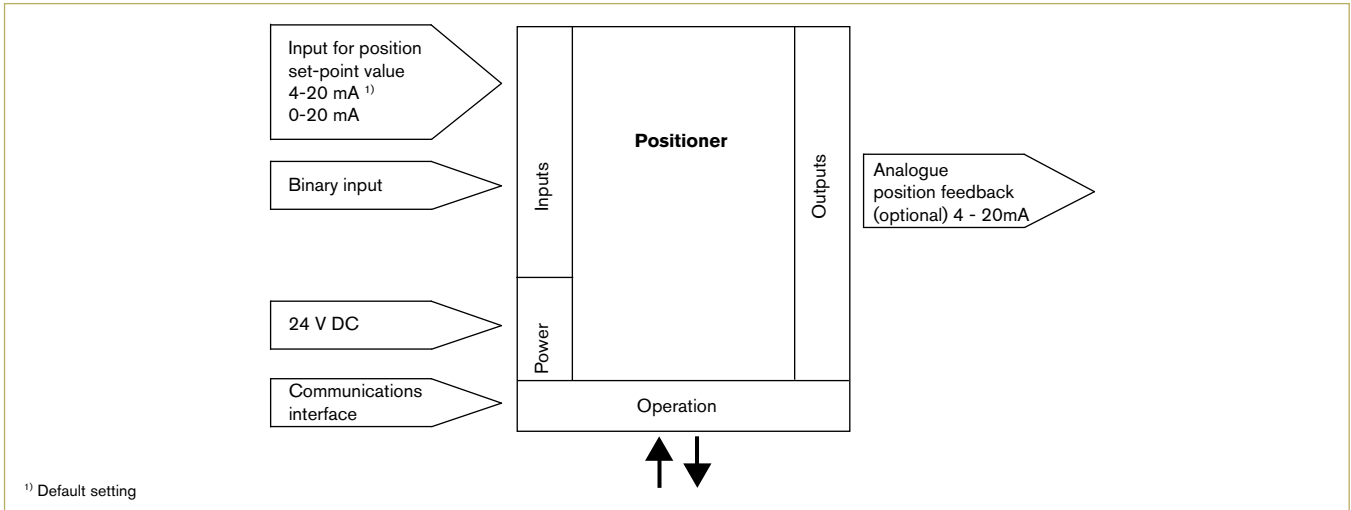 Input for position
set-point value
4-20 mA ¹⁾
0-20 mA
Binary input
24 V DC
Communications
interface
Inputs
Power
Positioner
Outputs
Operation
Analogue
position feedback
(optional) 4 - 20mA
¹⁾ Default setting